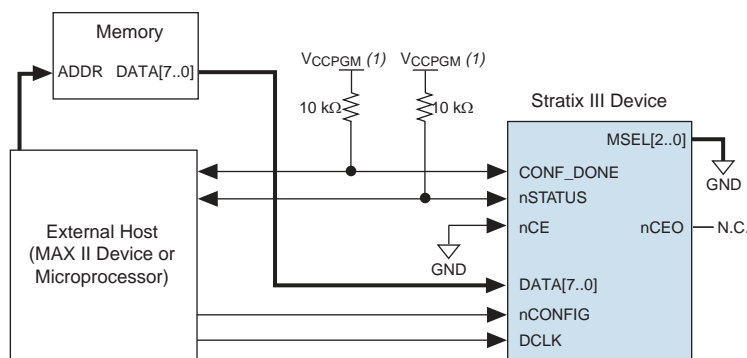 Memory
ADDR DATA[7..0]
VCCPGM (1) VCCPGM (1)
10 kΩ 10 kΩ
Stratix III Device
MSEL[2..0]
GND
CONF_DONE
nSTATUS
nCE
nCEO N.C.
GND
External Host
(MAX II Device or
Microprocessor)
DATA[7..0]
nCONFIG
DCLK